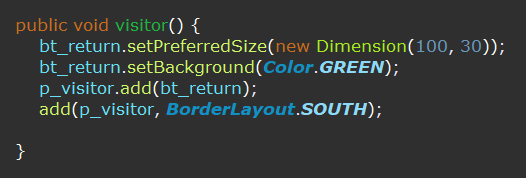 public void visitor() {
bt_return.setPreferredSize(new Dimension(100, 30));
bt_return.setBackground(Color.GREEN);
p_visitor.add(bt_return);
add(p_visitor, BorderLayout.SOUTH);
}